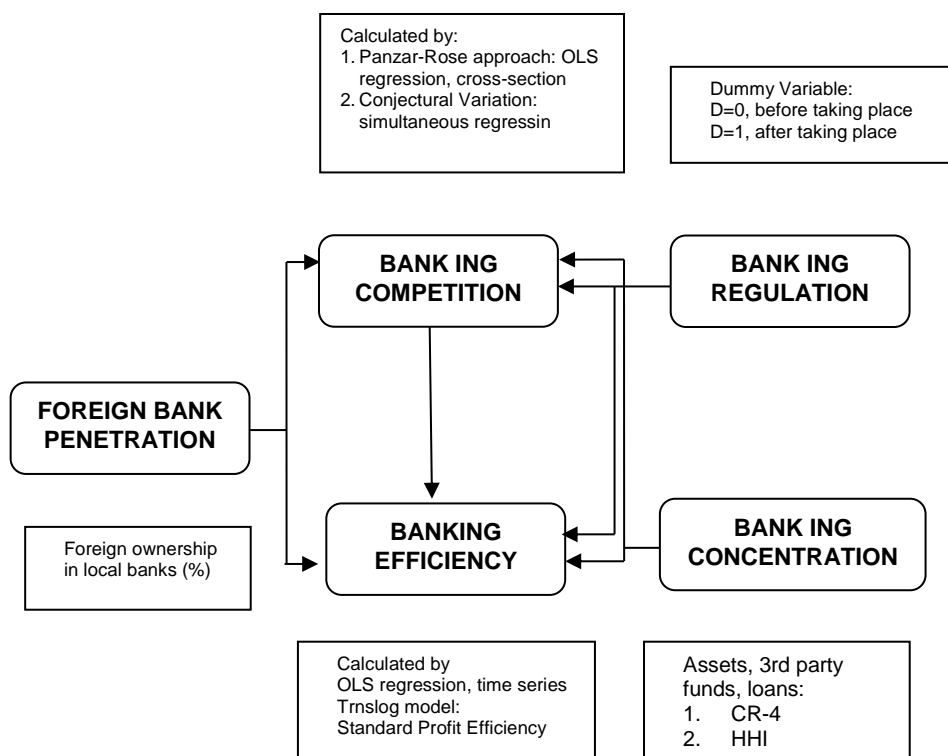 Calculated by:
1. Panzar-Rose approach: OLS
regression, cross-section
2. Conjectural Variation:
simultaneous regressin
Dummy Variable:
D=0, before taking place
D=1, after taking place
BANK ING
COMPETITION
BANK ING
REGULATION
FOREIGN BANK
PENETRATION
Foreign ownership
in local banks (%)
BANKING
EFFICIENCY
BANK ING
CONCENTRATION
Calculated by
OLS regression, time series
Trnslog model:
Standard Profit Efficiency
Assets, 3rd party
funds, loans:
1. CR-4
2. HHI